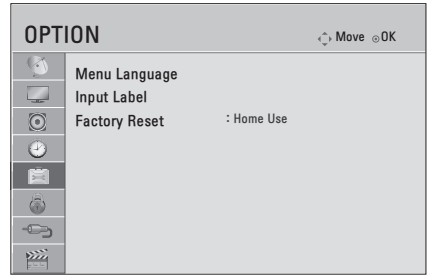 OPTION
Move OK
Menu Language
Input Label
Factory Reset : Home Use